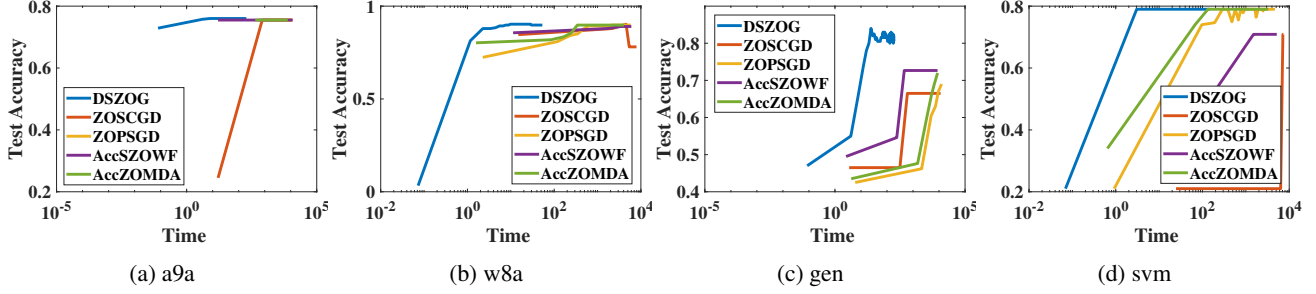 0.8
0.6
0.4
0.2
Test Accuracy
DSZOG
ZOSCGD
ZOPSGD
AccSZOWF
AccZOMDA
10^-5 10^0 10^5
Time
(a) a9a
1
0.5
0
Test Accuracy
DSZOG
ZOSCGD
ZOPSGD
AccSZOWF
AccZOMDA
10^-2 10^0 10^2 10^4
Time
(b) w8a
0.8
0.7
0.6
0.5
0.4
Test Accuracy
DSZOG
ZOSCGD
ZOPSGD
AccSZOWF
AccZOMDA
10^-5 10^0 10^5
Time
(c) gen
0.8
0.6
0.4
0.2
Test Accuracy
DSZOG
ZOSCGD
ZOPSGD
AccSZOWF
AccZOMDA
10^-2 10^0 10^2 10^4
Time
(d) svm